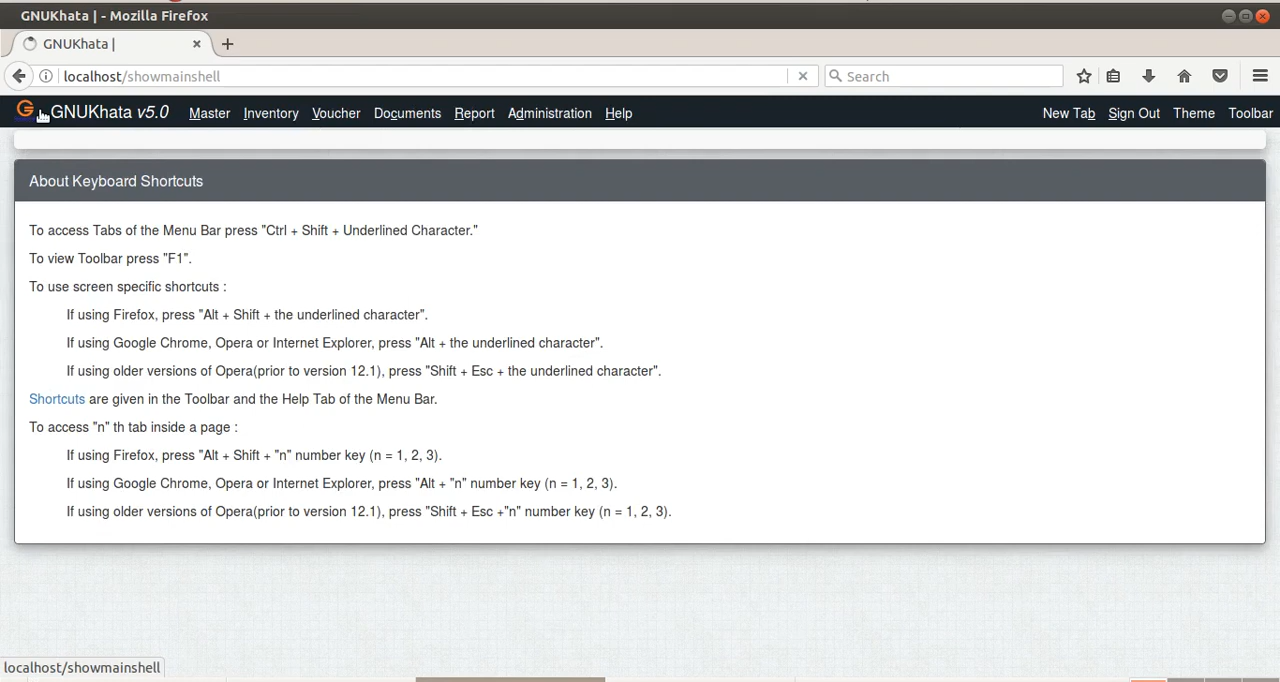 GNUKhata | - Mozilla Firefox
GNUKhata |
localhost/showmainshell
Search
GNUKhata v5.0 Master Inventory Voucher Documents Report Administration Help New Tab Sign Out Theme Toolbar
About Keyboard Shortcuts
To access Tabs of the Menu Bar press "Ctrl + Shift + Underlined Character."
To view Toolbar press "F1".
To use screen specific shortcuts :
If using Firefox, press "Alt + Shift + the underlined character".
If using Google Chrome, Opera or Internet Explorer, press "Alt + the underlined character".
If using older versions of Opera(prior to version 12.1), press "Shift + Esc + the underlined character".
Shortcuts are given in the Toolbar and the Help Tab of the Menu Bar.
To access "n" th tab inside a page :
If using Firefox, press "Alt + Shift + "n" number key (n = 1, 2, 3).
If using Google Chrome, Opera or Internet Explorer, press "Alt + "n" number key (n = 1, 2, 3).
If using older versions of Opera(prior to version 12.1), press "Shift + Esc +"n" number key (n = 1, 2, 3).
localhost/showmainshell